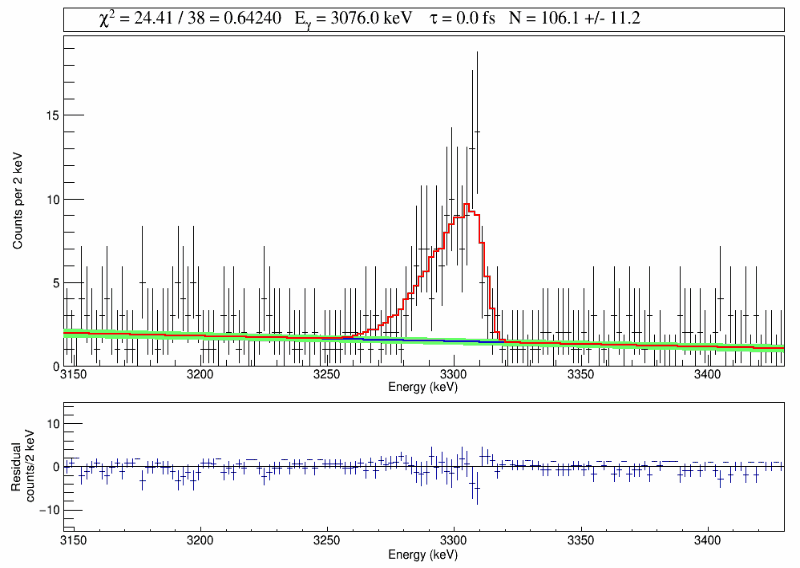 χ² = 24.41 / 38 = 0.64240 Eγ = 3076.0 keV τ = 0.0 fs N = 106.1 +/- 11.2
Counts per 2 keV
15
10
5
0
3150 3200 3250 3300 3350 3400
Energy (keV)
Residual
counts/2 keV
10
0
−10
3150 3200 3250 3300 3350 3400
Energy (keV)